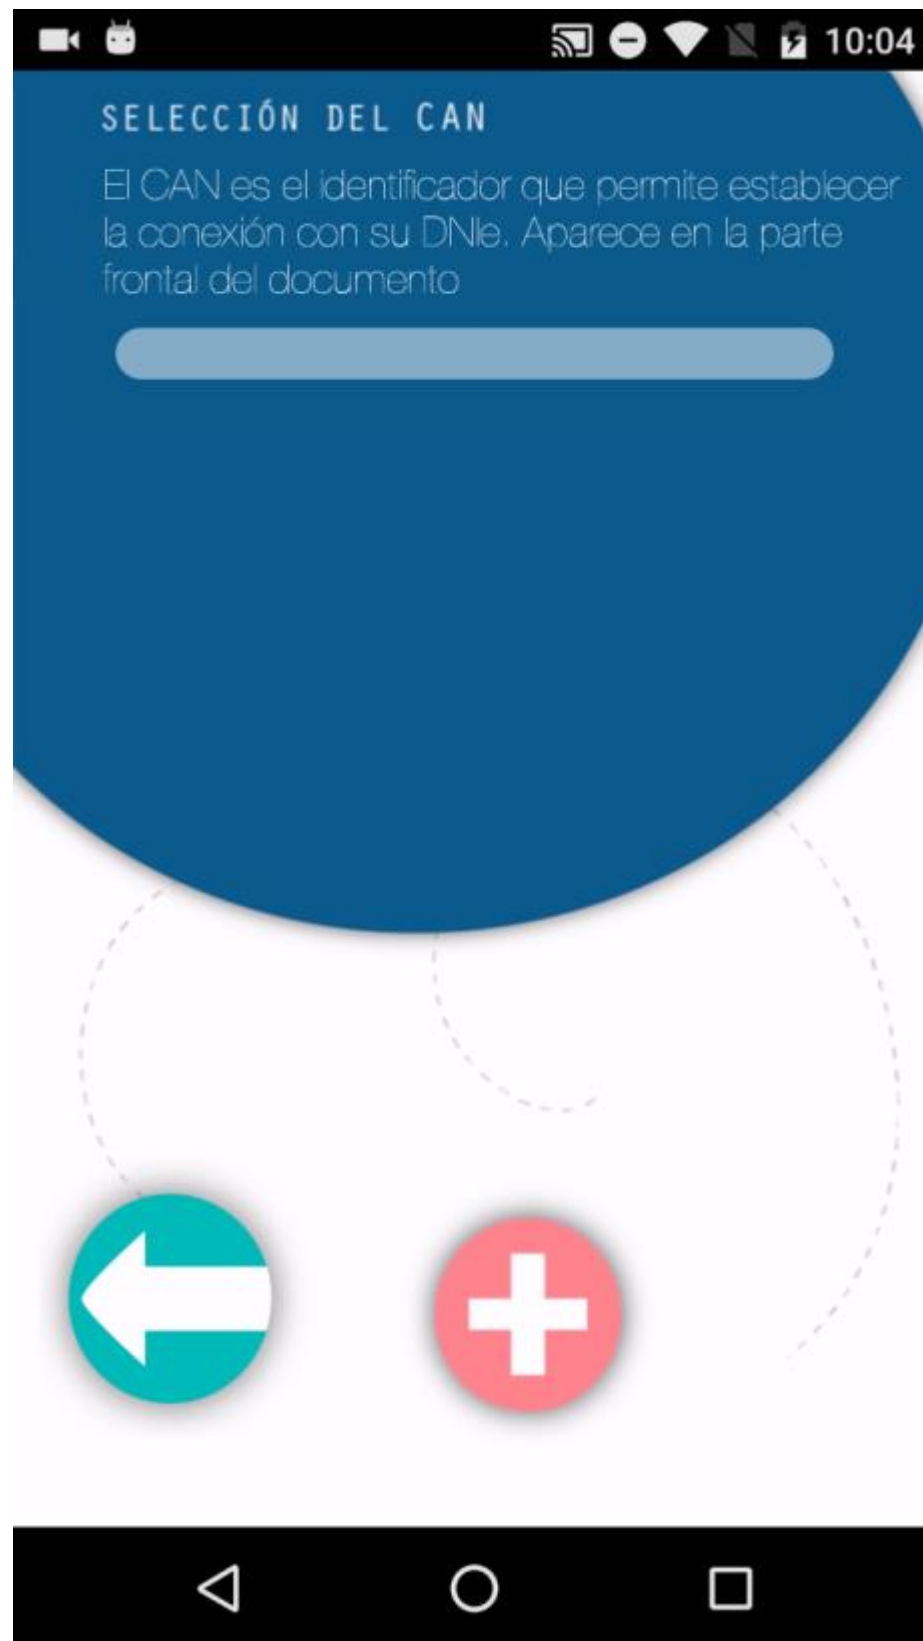 10:04
SELECCIÓN DEL CAN
El CAN es el identificador que permite establecer
la conexión con su DNIe. Aparece en la parte
frontal del documento